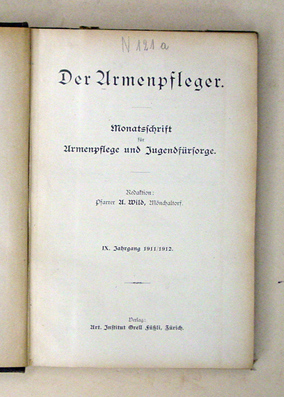 N 121 a
Der Armenpfleger.
Monatsschrift
für
Armenpflege und Jugendfürsorge.
Redaktion:
Pfarrer A. Wild, Mönchaltorf.
IX. Jahrgang 1911/1912.
Verlag:
Art. Institut Orell Füßli, Zürich.